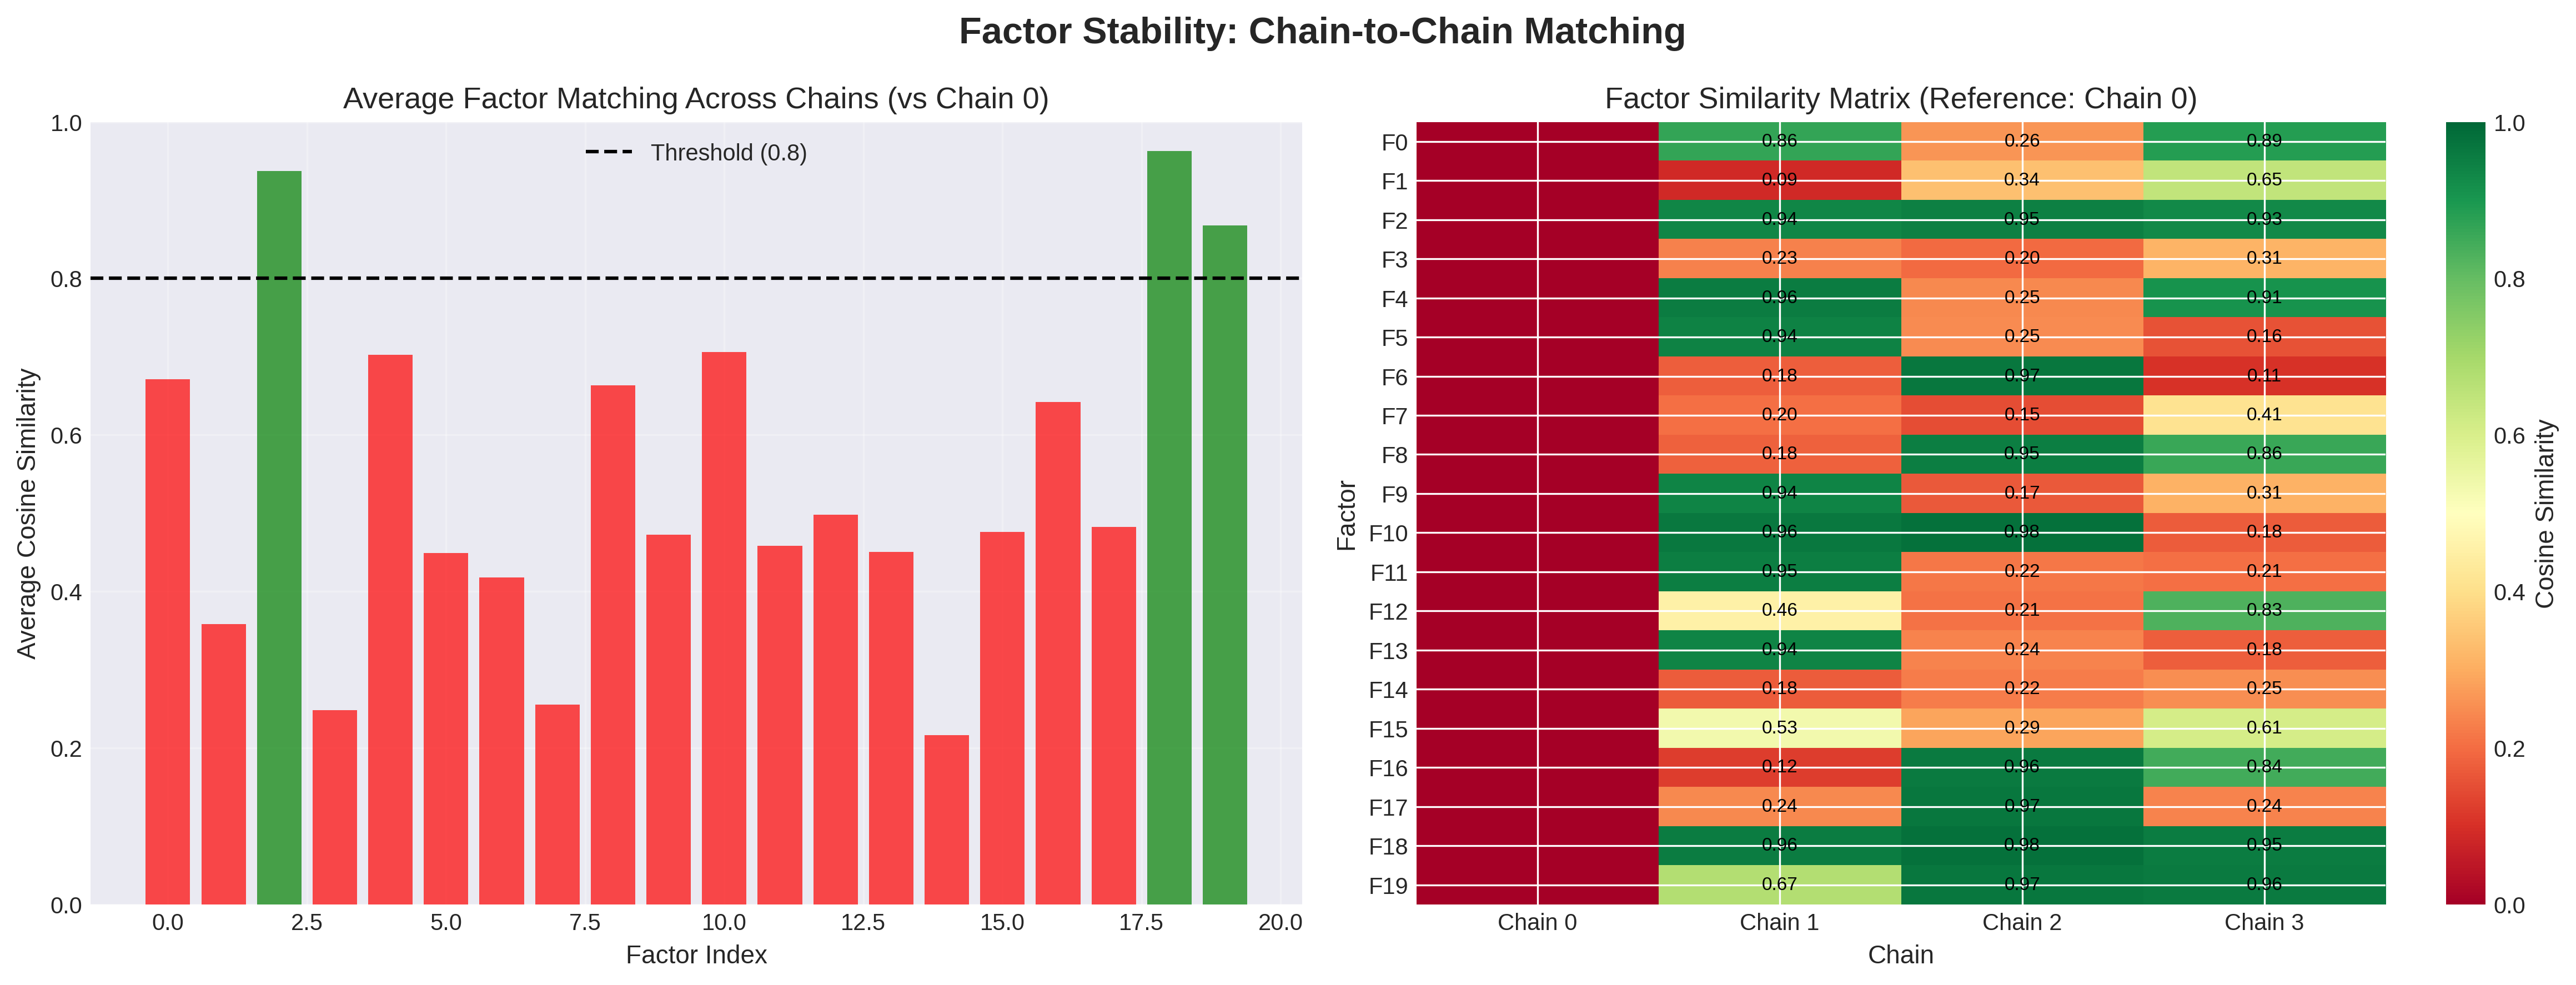 Factor Stability: Chain-to-Chain Matching
Average Factor Matching Across Chains (vs Chain 0)
Threshold (0.8)
1.0
0.8
0.6
0.4
0.2
0.0
Average Cosine Similarity
0.0 2.5 5.0 7.5 10.0 12.5 15.0 17.5 20.0
Factor Index
Factor Similarity Matrix (Reference: Chain 0)
Factor
F0 0.86 0.26 0.89
F1 0.09 0.34 0.65
F2 0.94 0.95 0.93
F3 0.23 0.20 0.31
F4 0.96 0.25 0.91
F5 0.94 0.25 0.16
F6 0.18 0.97 0.11
F7 0.20 0.15 0.41
F8 0.18 0.95 0.86
F9 0.94 0.17 0.31
F10 0.96 0.98 0.18
F11 0.95 0.22 0.21
F12 0.46 0.21 0.83
F13 0.94 0.24 0.18
F14 0.18 0.22 0.25
F15 0.53 0.29 0.61
F16 0.12 0.96 0.84
F17 0.24 0.97 0.24
F18 0.96 0.98 0.95
F19 0.67 0.97 0.96
Chain 0 Chain 1 Chain 2 Chain 3
Chain
1.0
0.8
0.6
0.4
0.2
0.0
Cosine Similarity